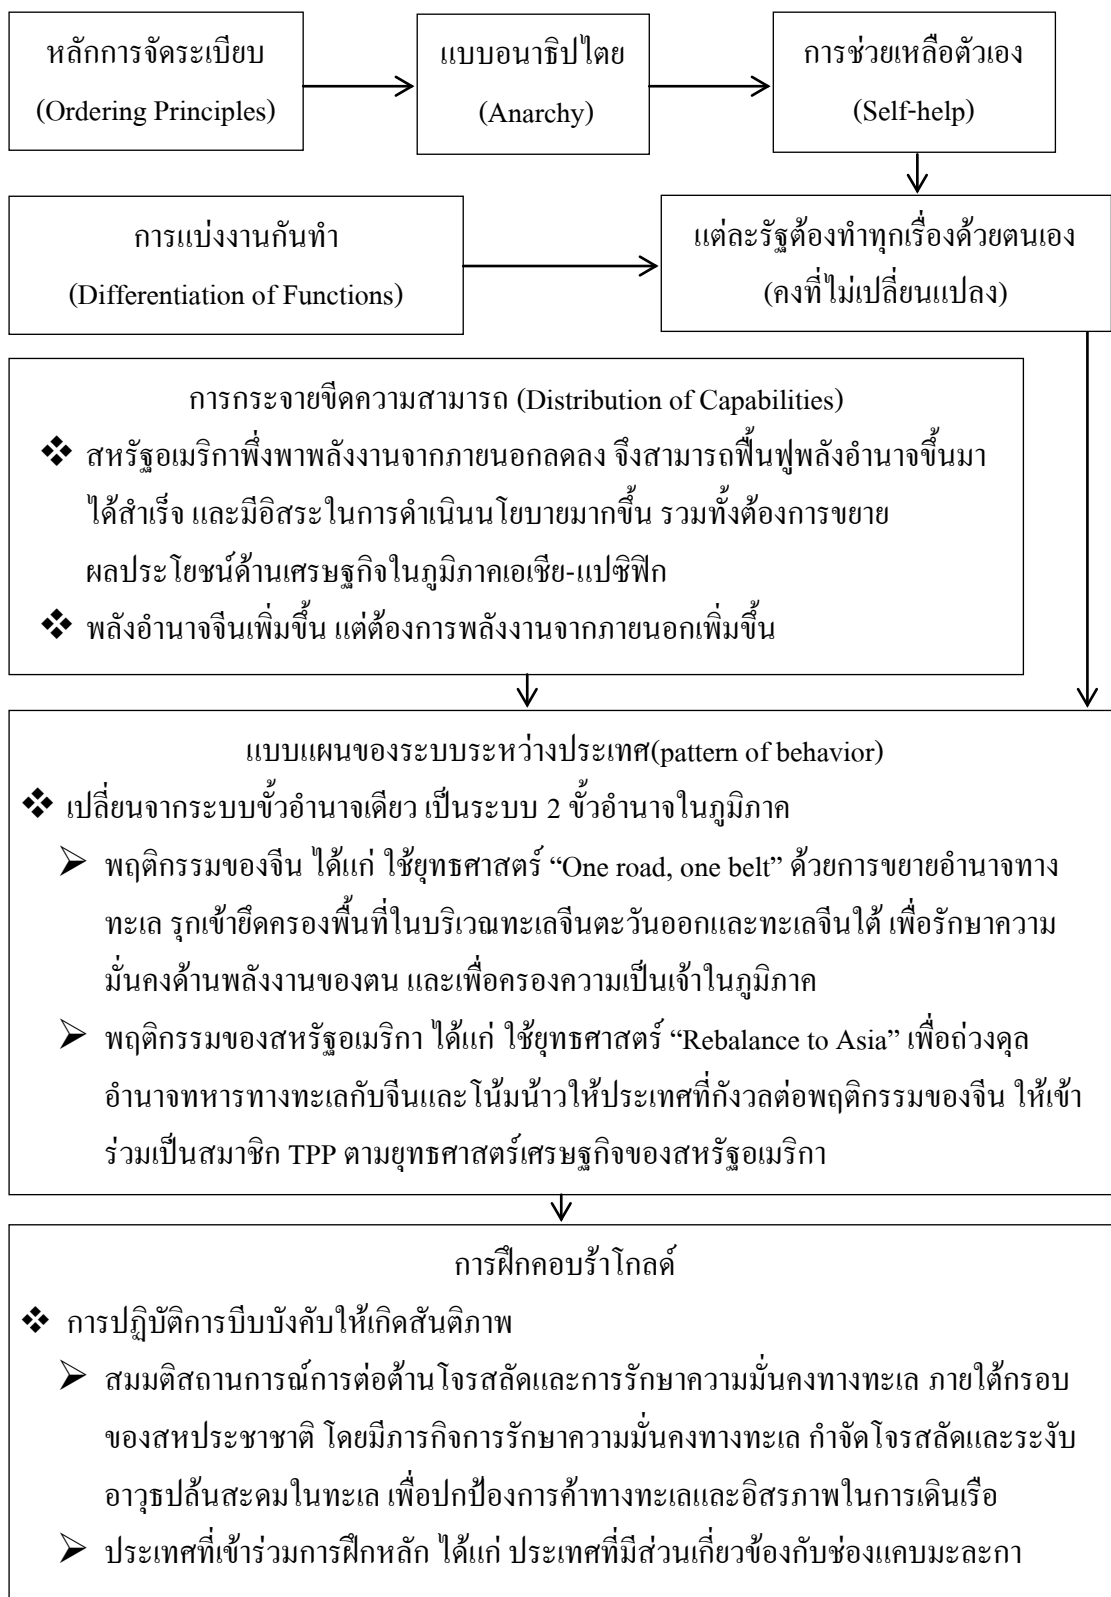 หลักการจัดระเบียบ
(Ordering Principles)
แบบอนาธิปไตย
(Anarchy)
การช่วยเหลือตัวเอง
(Self-help)
การแบ่งงานกันทำ
(Differentiation of Functions)
แต่ละรัฐต้องทำทุกเรื่องด้วยตนเอง
(คงที่ไม่เปลี่ยนแปลง)
การกระจายขีดความสามารถ (Distribution of Capabilities)
❖ สหรัฐอเมริกาพึ่งพาพลังงานจากภายนอกลดลง จึงสามารถฟื้นฟูพลังอำนาจขึ้นมา
ได้สำเร็จ และมีอิสระในการดำเนินนโยบายมากขึ้น รวมทั้งต้องการขยาย
ผลประโยชน์ด้านเศรษฐกิจในภูมิภาคเอเชีย-แปซิฟิก
❖ พลังอำนาจจีนเพิ่มขึ้น แต่ต้องการพลังงานจากภายนอกเพิ่มขึ้น
แบบแผนของระบบระหว่างประเทศ(pattern of behavior)
❖ เปลี่ยนจากระบบขั้วอำนาจเดียว เป็นระบบ 2 ขั้วอำนาจในภูมิภาค
➢ พฤติกรรมของจีน ได้แก่ ใช้ยุทธศาสตร์ “One road, one belt” ด้วยการขยายอำนาจทาง
ทะเล รุกเข้ายึดครองพื้นที่ในบริเวณทะเลจีนตะวันออกและทะเลจีนใต้ เพื่อรักษาความ
มั่นคงด้านพลังงานของตน และเพื่อครองความเป็นเจ้าในภูมิภาค
➢ พฤติกรรมของสหรัฐอเมริกา ได้แก่ ใช้ยุทธศาสตร์ “Rebalance to Asia” เพื่อถ่วงดุล
อำนาจทหารทางทะเลกับจีนและโน้มน้าวให้ประเทศที่กังวลต่อพฤติกรรมของจีน ให้เข้า
ร่วมเป็นสมาชิก TPP ตามยุทธศาสตร์เศรษฐกิจของสหรัฐอเมริกา
การฝึกคอบร้าโกลด์
❖ การปฏิบัติการบีบบังคับให้เกิดสันติภาพ
➢ สมมติสถานการณ์การต่อต้านโจรสลัดและการรักษาความมั่นคงทางทะเล ภายใต้กรอบ
ของสหประชาชาติ โดยมีภารกิจการรักษาความมั่นคงทางทะเล กำจัดโจรสลัดและระงับ
อาวุธปล้นสะดมในทะเล เพื่อปกป้องการค้าทางทะเลและอิสรภาพในการเดินเรือ
➢ ประเทศที่เข้าร่วมการฝึกหลัก ได้แก่ ประเทศที่มีส่วนเกี่ยวข้องกับช่องแคบมะละกา